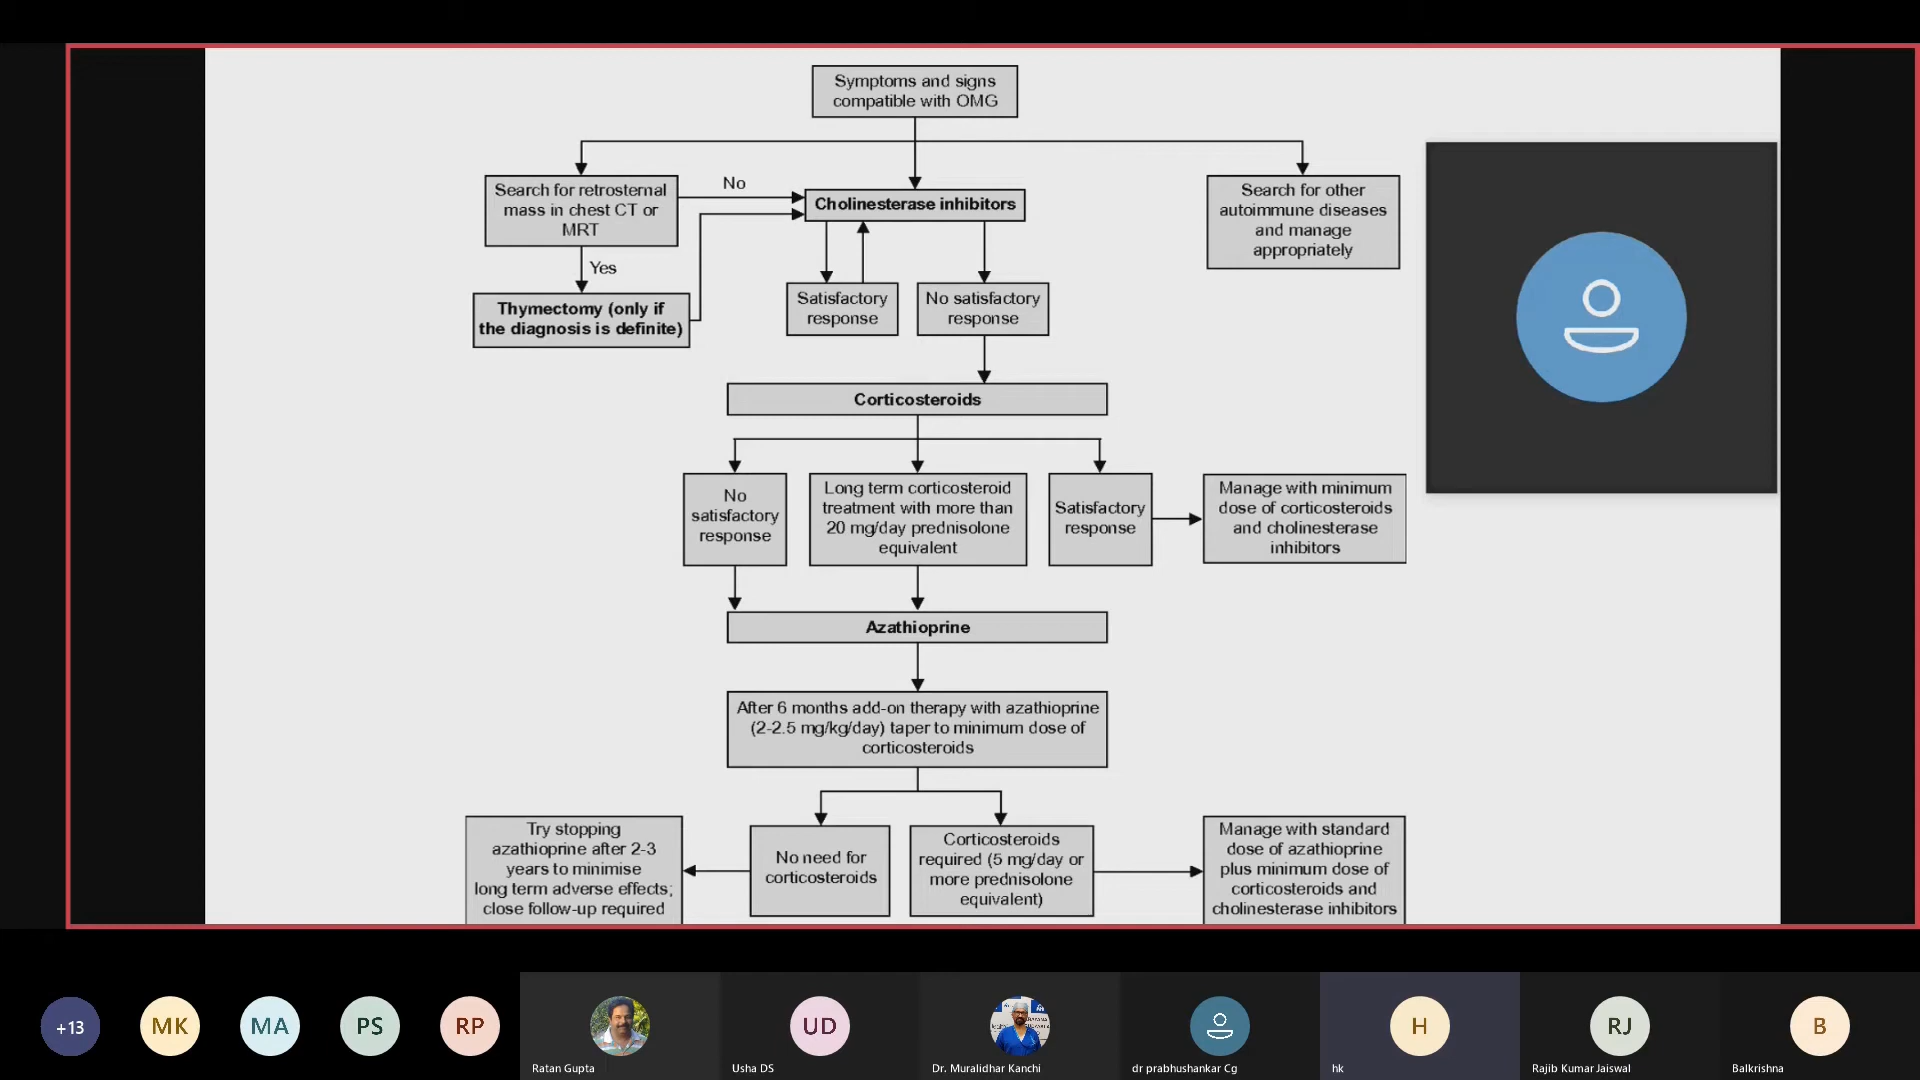 Symptoms and signs
compatible with OMG
Search for retrosternal
mass in chest CT or
MRT
No
Cholinesterase inhibitors
Search for other
autoimmune diseases
and manage
appropriately
Yes
Thymectomy (only if
the diagnosis is definite)
Satisfactory
response
No satisfactory
response
Corticosteroids
No
satisfactory
response
Long term corticosteroid
treatment with more than
20 mg/day prednisolone
equivalent
Satisfactory
response
Manage with minimum
dose of corticosteroids
and cholinesterase
inhibitors
Azathioprine
After 6 months add-on therapy with azathioprine
(2-2.5 mg/kg/day) taper to minimum dose of
corticosteroids
Try stopping
azathioprine after 2-3
years to minimise
long term adverse effects;
close follow-up required
No need for
corticosteroids
Corticosteroids
required (5 mg/day or
more prednisolone
equivalent)
Manage with standard
dose of azathioprine
plus minimum dose of
corticosteroids and
cholinesterase inhibitors
+13
MK
MA
PS
RP
Ratan Gupta
UD
Usha DS
Dr. Muralidhar Kanchi
dr prabhushankar Cg
H
hk
RJ
Rajib Kumar Jaiswal
B
Balkrishna